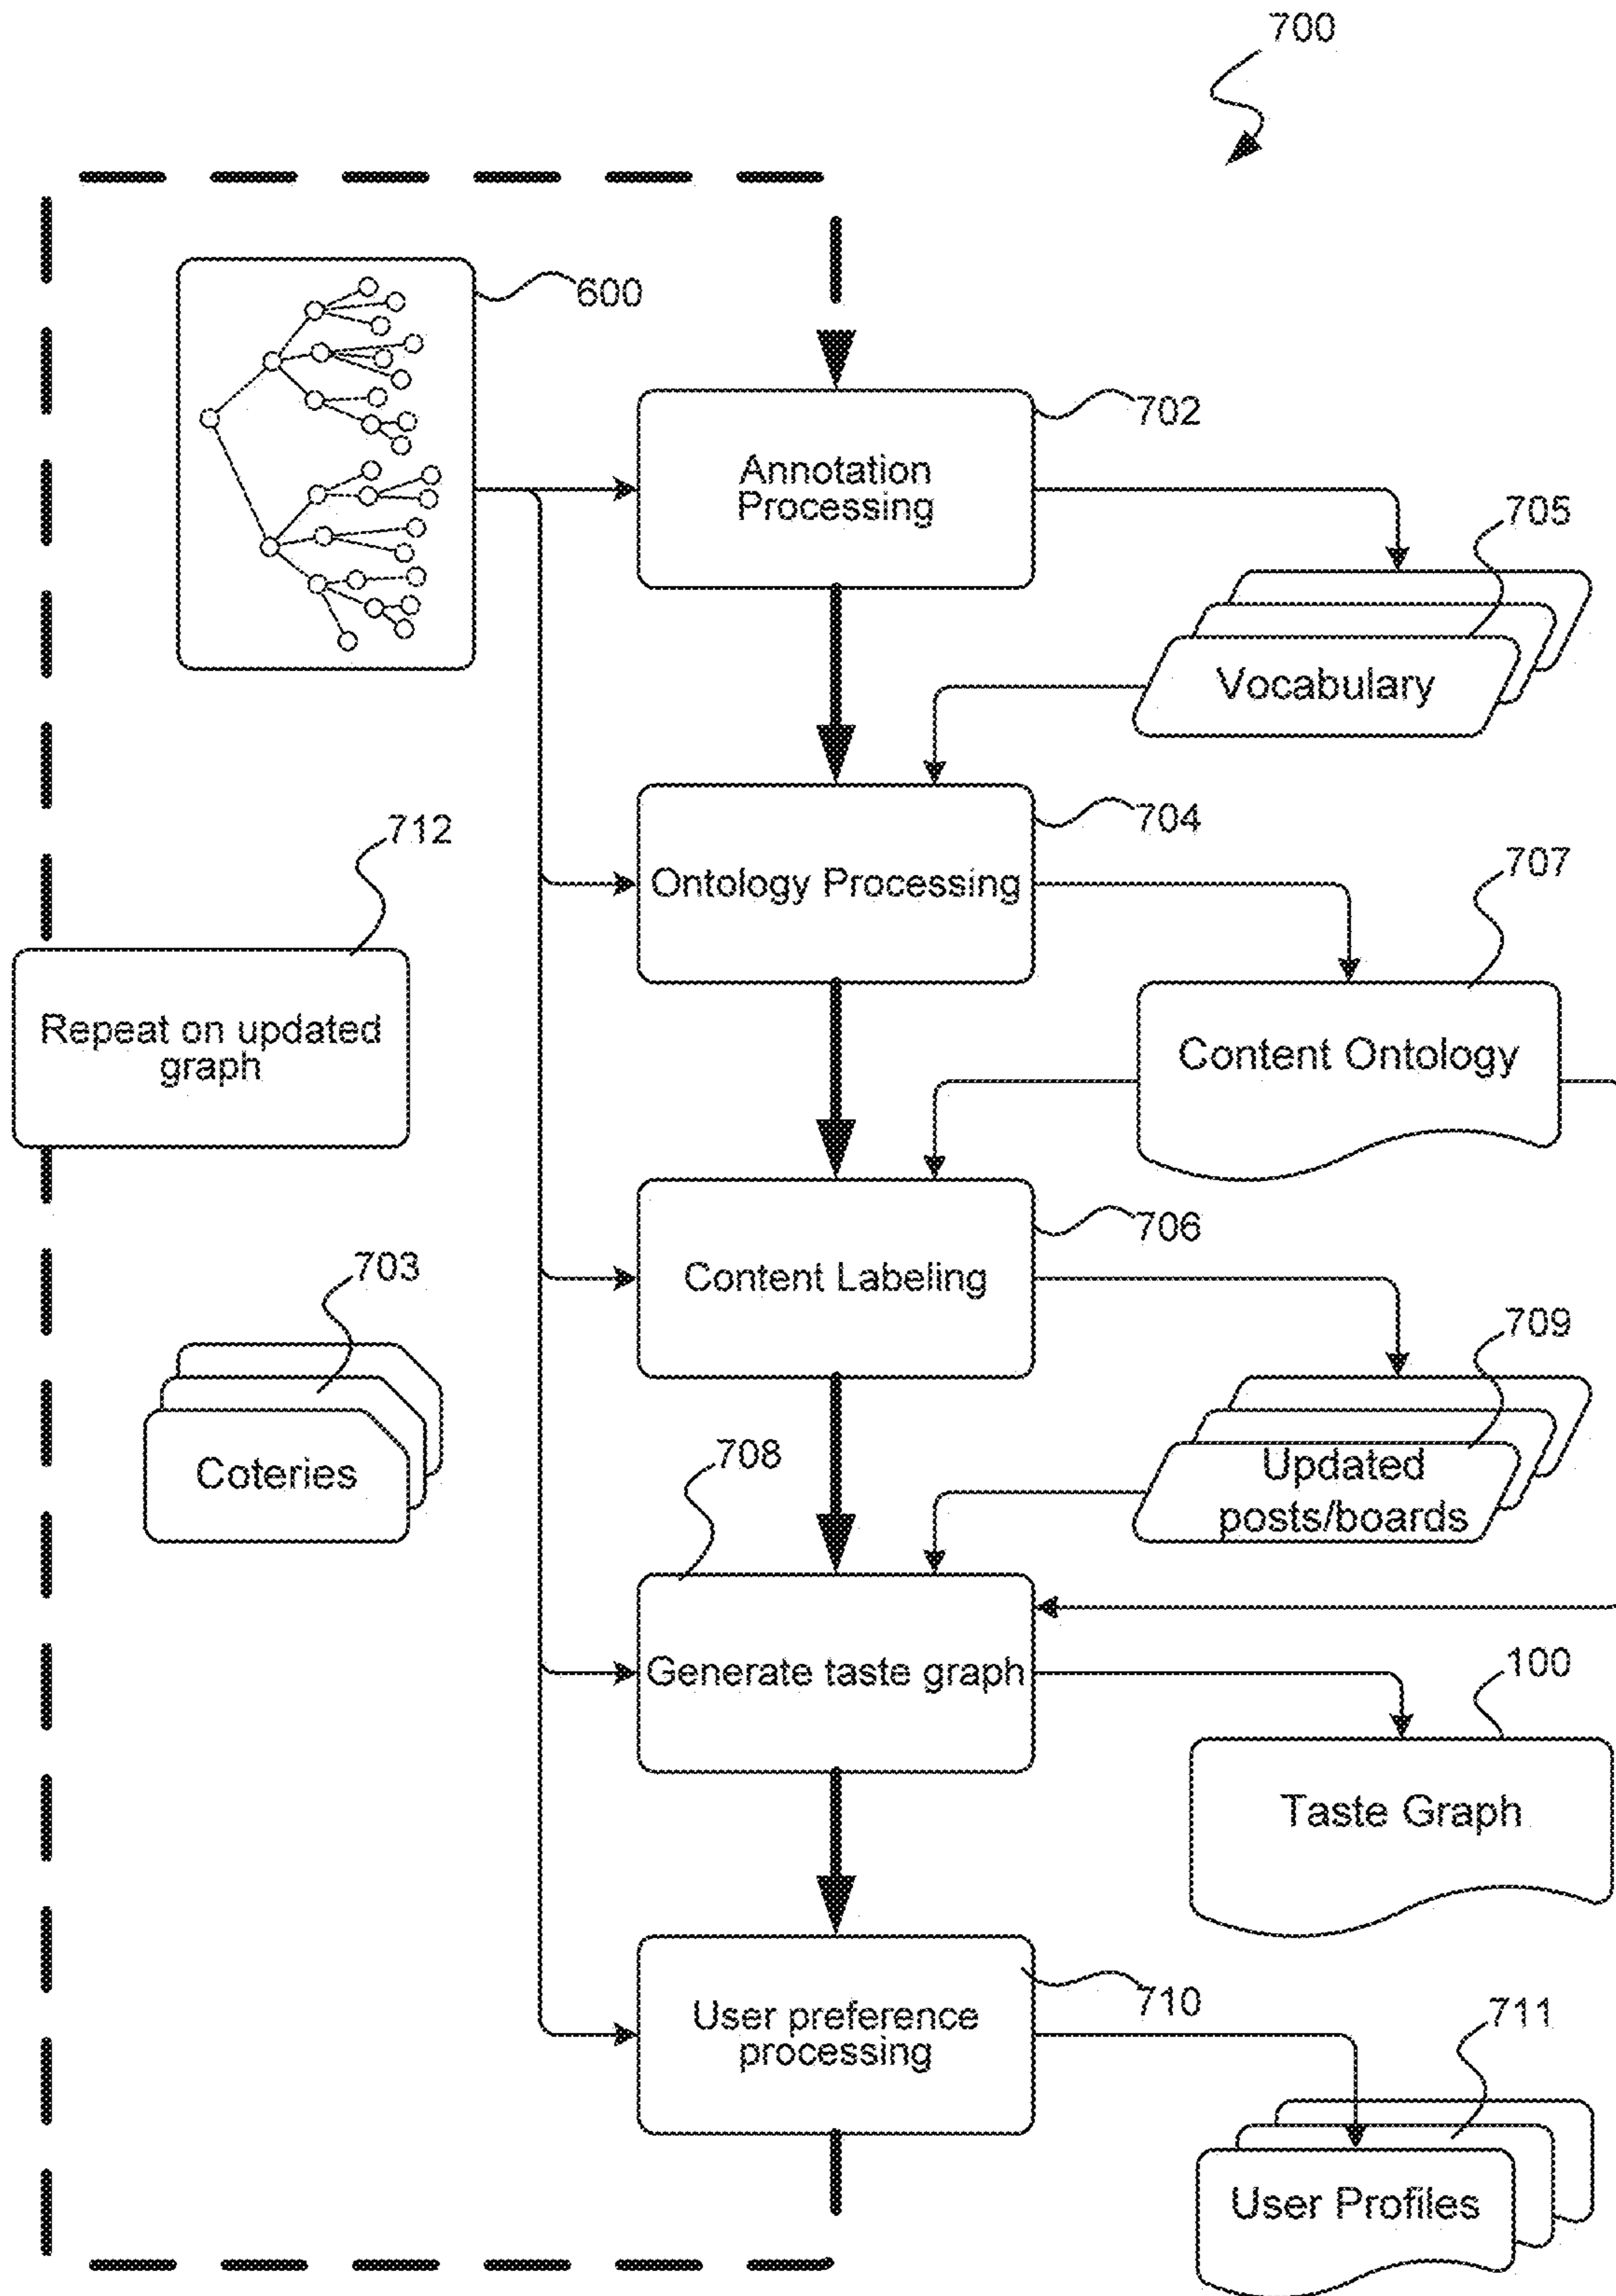 700
600
702
Annotation
Processing
705
Vocabulary
712
704
Ontology Processing
707
Repeat on updated
graph
Content Ontology
703
706
Content Labeling
709
Coteries
708
Updated
posts/boards
Generate taste graph
100
Taste Graph
710
User preference
processing
711
User Profiles